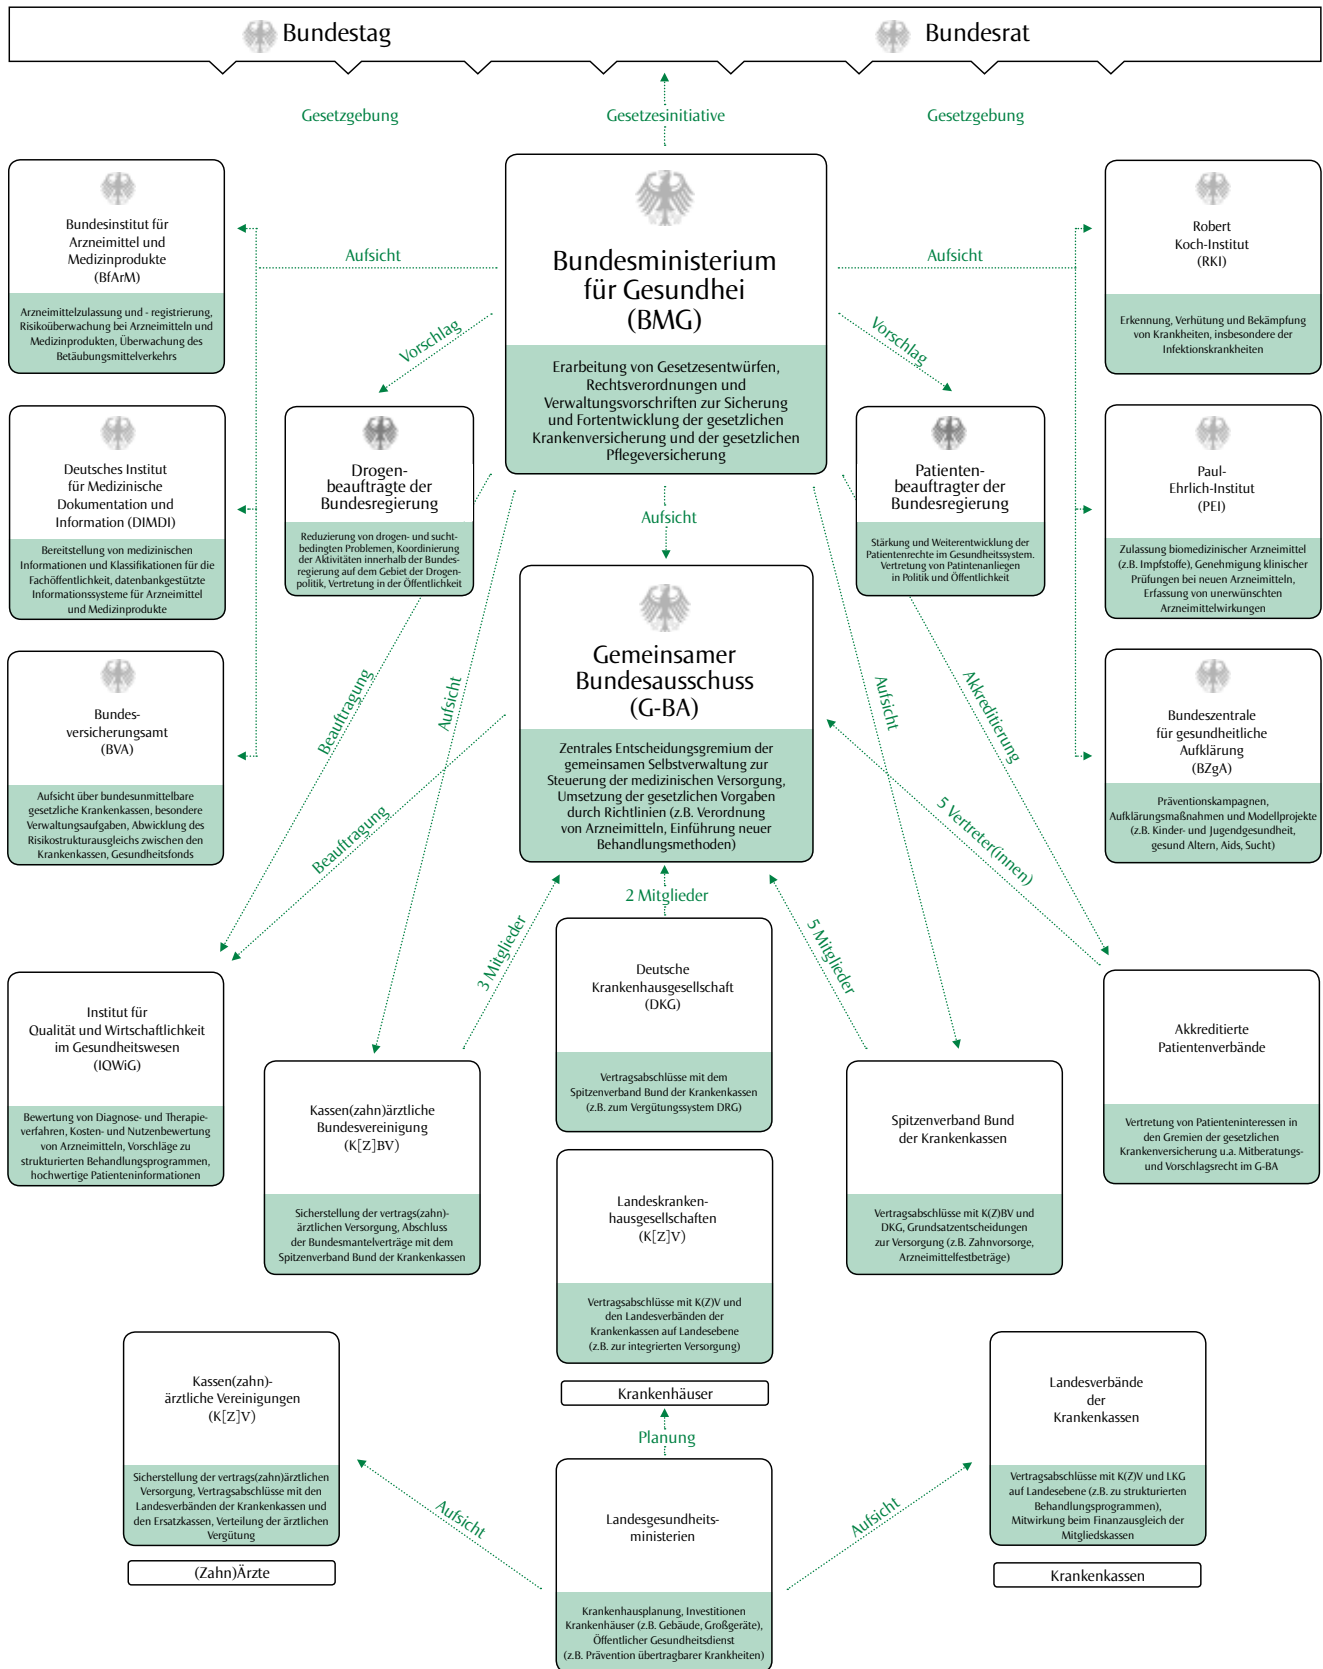 Bundestag
Bundesrat
Gesetzgebung
Gesetzesinitiative
Gesetzgebung
Bundesinstitut für
Arzneimittel und
Medizinprodukte
(BfArM)
Arzneimittelzulassung und - registrierung,
Risikoüberwachung bei Arzneimitteln und
Medizinprodukten, Überwachung des
Betäubungsmittelverkehrs
Aufsicht
Bundesministerium
für Gesundhei
(BMG)
Erarbeitung von Gesetzesentwürfen,
Rechtsverordnungen und
Verwaltungsvorschriften zur Sicherung
und Fortentwicklung der gesetzlichen
Krankenversicherung und der gesetzlichen
Pflegeversicherung
Aufsicht
Robert
Koch-Institut
(RKI)
Erkennung, Verhütung und Bekämpfung
von Krankheiten, insbesondere der
Infektionskrankheiten
Vorschlag
Vorschlag
Deutsches Institut
für Medizinische
Dokumentation und
Information (DIMDI)
Bereitstellung von medizinischen
Informationen und Klassifikationen für die
Fachöffentlichkeit, datenbankgestützte
Informationssysteme für Arzneimittel
und Medizinprodukte
Drogen-
beauftragte der
Bundesregierung
Reduzierung von drogen- und sucht-
bedingten Problemen, Koordinierung
der Aktivitäten innerhalb der Bundes-
regierung auf dem Gebiet der Drogen-
politik, Vertretung in der Öffentlichkeit
Aufsicht
Patienten-
beauftragter der
Bundesregierung
Stärkung und Weiterentwicklung der
Patientenrechte im Gesundheitssystem.
Vertretung von Patitenanliegen
in Politik und Öffentlichkeit
Paul-
Ehrlich-Institut
(PEI)
Zulassung biomedizinischer Arzneimittel
(z.B. Impfstoffe), Genehmigung klinischer
Prüfungen bei neuen Arzneimitteln,
Erfassung von unerwünschten
Arzneimittelwirkungen
Bundes-
versicherungsamt
(BVA)
Aufsicht über bundesunmittelbare
gesetzliche Krankenkassen, besondere
Verwaltungsaufgaben, Abwicklung des
Risikostrukturausgleichs zwischen den
Krankenkassen, Gesundheitsfonds
Beauftragung
Aufsicht
Beauftragung
Gemeinsamer
Bundesausschuss
(G-BA)
Zentrales Entscheidungsgremium der
gemeinsamen Selbstverwaltung zur
Steuerung der medizinischen Versorgung,
Umsetzung der gesetzlichen Vorgaben
durch Richtlinien (z.B. Verordnung
von Arzneimitteln, Einführung neuer
Behandlungsmethoden)
Aufsicht
Akkreditierung
5 Vertreter(innen)
Bundeszentrale
für gesundheitliche
Aufklärung
(BZgA)
Präventionskampagnen,
Aufklärungsmaßnahmen und Modellprojekte
(z.B. Kinder- und Jugendgesundheit,
gesund Altern, Aids, Sucht)
3 Mitglieder
2 Mitglieder
5 Mitglieder
Institut für
Qualität und Wirtschaftlichkeit
im Gesundheitswesen
(IQWiG)
Bewertung von Diagnose- und Therapie-
verfahren, Kosten- und Nutzenbewertung
von Arzneimitteln, Vorschläge zu
strukturierten Behandlungsprogrammen,
hochwertige Patienteninformationen
Kassen(zahn)ärztliche
Bundesvereinigung
(K[Z]BV)
Sicherstellung der vertrags(zahn)-
ärztlichen Versorgung, Abschluss
der Bundesmantelverträge mit dem
Spitzenverband Bund der Krankenkassen
Deutsche
Krankenhausgesellschaft
(DKG)
Vertragsabschlüsse mit dem
Spitzenverband Bund der Krankenkassen
(z.B. zum Vergütungssystem DRG)
Spitzenverband Bund
der Krankenkassen
Vertragsabschlüsse mit K(Z)BV und
DKG, Grundsatzentscheidungen
zur Versorgung (z.B. Zahnvorsorge,
Arzneimittelfestbeträge)
Akkreditierte
Patientenverbände
Vertretung von Patienteninteressen in
den Gremien der gesetzlichen
Krankenversicherung u.a. Mitberatungs-
und Vorschlagsrecht im G-BA
Landeskranken-
hausgesellschaften
(K[Z]V)
Vertragsabschlüsse mit K(Z)V und
den Landesverbänden der
Krankenkassen auf Landesebene
(z.B. zur integrierten Versorgung)
Krankenhäuser
Planung
Kassen(zahn)-
ärztliche Vereinigungen
(K[Z]V)
Sicherstellung der vertrags(zahn)ärztlichen
Versorgung, Vertragsabschlüsse mit den
Landesverbänden der Krankenkassen und
den Ersatzkassen, Verteilung der ärztlichen
Vergütung
(Zahn)Ärzte
Aufsicht
Landesgesundheits-
ministerien
Krankenhausplanung, Investitionen
Krankenhäuser (z.B. Gebäude, Großgeräte),
Öffentlicher Gesundheitsdienst
(z.B. Prävention übertragbarer Krankheiten)
Aufsicht
Landesverbände
der
Krankenkassen
Vertragsabschlüsse mit K(Z)V und LKG
auf Landesebene (z.B. zu strukturierten
Behandlungsprogrammen),
Mitwirkung beim Finanzausgleich der
Mitgliedskassen
Krankenkassen